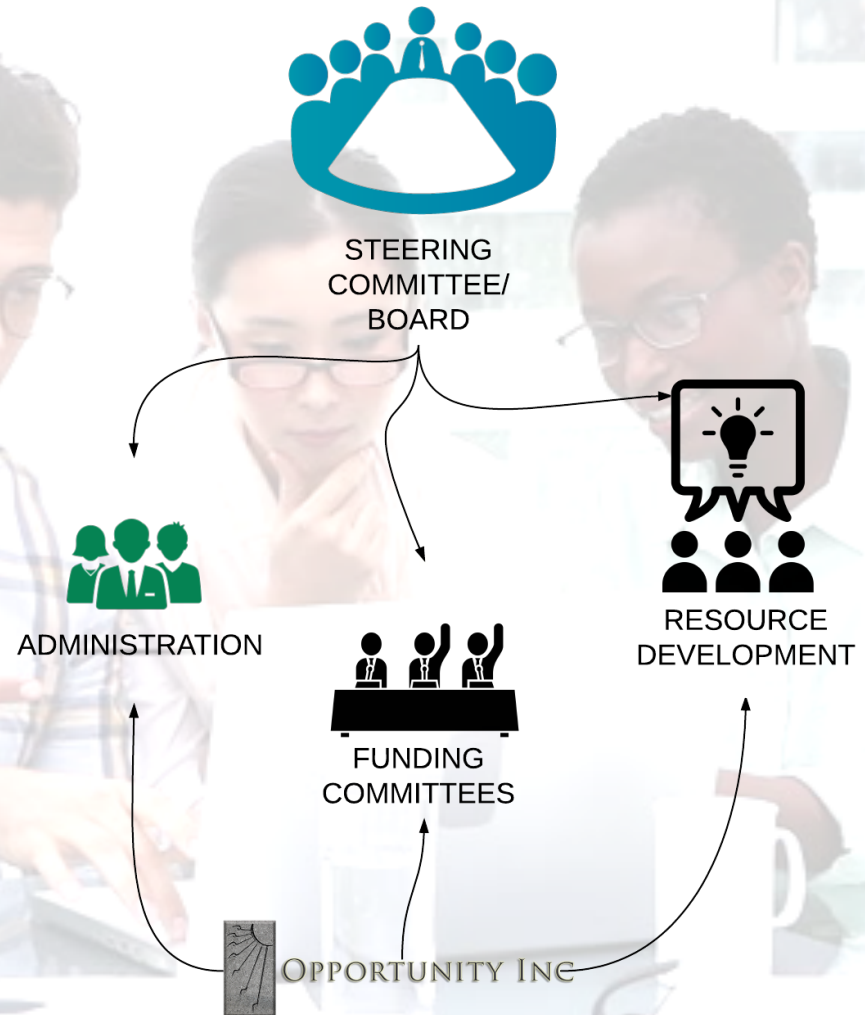 STEERING
COMMITTEE/
BOARD
ADMINISTRATION
RESOURCE
DEVELOPMENT
FUNDING
COMMITTEES
OPPORTUNITY INC